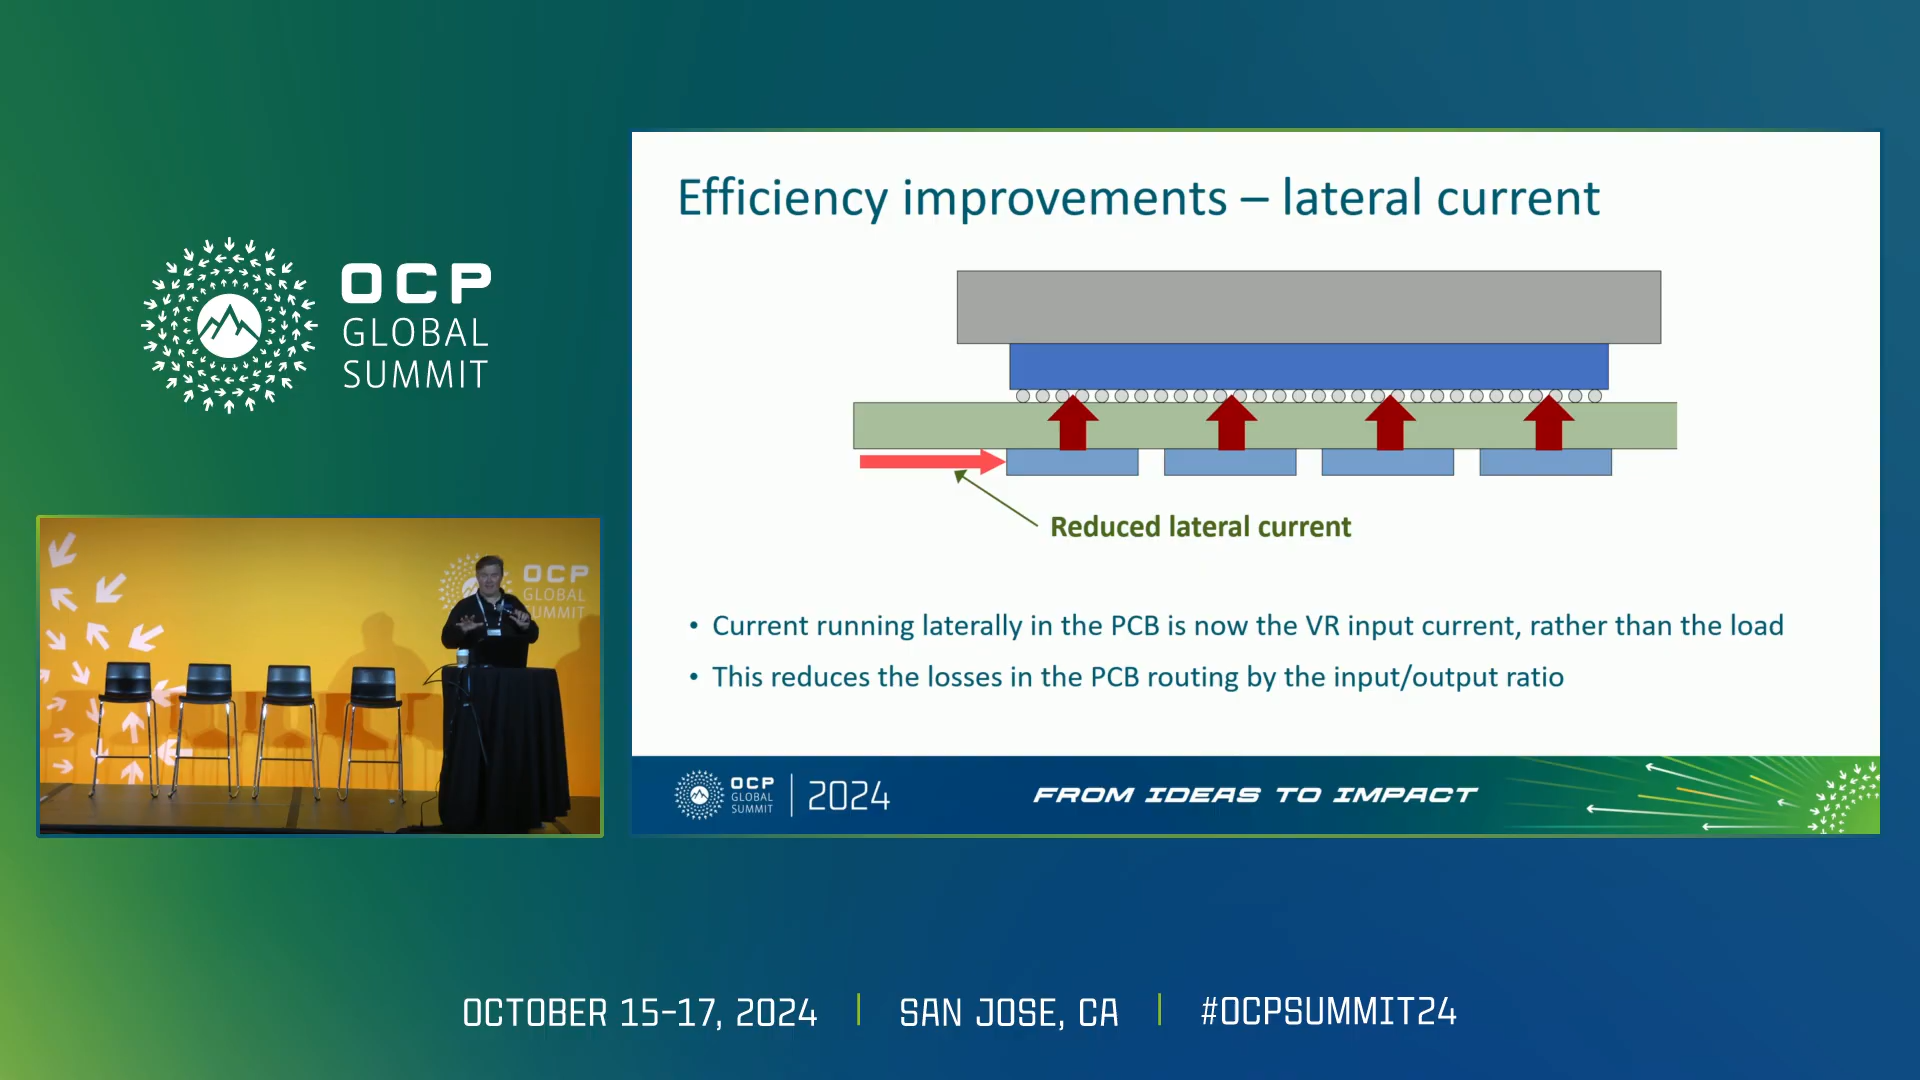 OCP
GLOBAL
SUMMIT
Efficiency improvements – lateral current
Reduced lateral current
• Current running laterally in the PCB is now the VR input current, rather than the load
• This reduces the losses in the PCB routing by the input/output ratio
OCP
GLOBAL
SUMMIT
2024
FROM IDEAS TO IMPACT
OCP
GLOBAL
SUMMIT
OCTOBER 15-17, 2024
SAN JOSE, CA
#OCPSUMMIT24